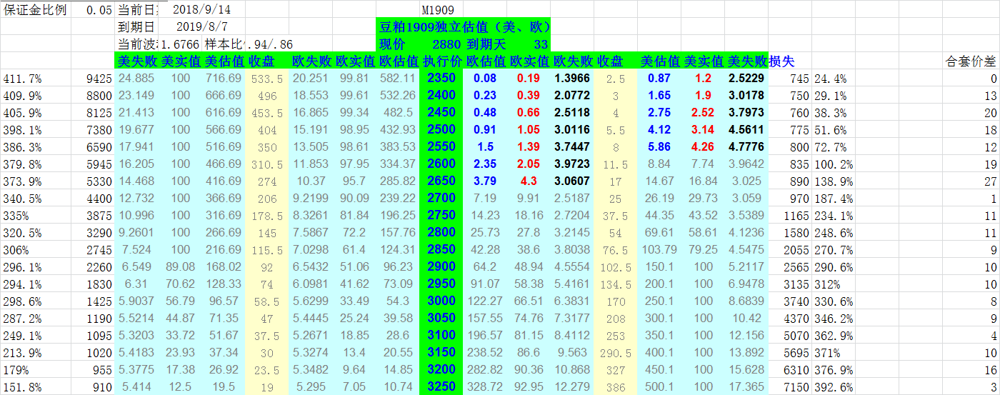 保证金比例 0.05 当前日 2018/9/14 M1909
到期日 2019/8/7 豆粕1909独立估值（美、欧）
当前波 1.6766 样本比 .94/.86 现价 2880 到期天 33
美失败 美实值 美估值 收盘 欧失败 欧实值 欧估值 执行价 欧估值 欧实值 欧失败 收盘 美估值 美实值 美失败 损失 合套价差
411.7% 9425 24.885 100 716.69 533.5 20.251 99.81 582.11 2350 0.08 0.19 1.3966 2.5 0.87 1.2 2.5229 745 24.4% 0
409.9% 8800 23.149 100 666.69 496 18.553 99.61 532.26 2400 0.23 0.39 2.0772 3 1.65 1.9 3.0178 750 29.1% 13
405.9% 8125 21.413 100 616.69 453.5 16.865 99.34 482.5 2450 0.48 0.66 2.5118 4 2.75 2.52 3.7973 760 38.3% 20
398.1% 7380 19.677 100 566.69 404 15.191 98.95 432.93 2500 0.91 1.05 3.0116 5.5 4.12 3.14 4.5611 775 51.6% 18
386.3% 6590 17.941 100 516.69 350 13.505 98.61 383.53 2550 1.5 1.39 3.7447 8 5.86 4.26 4.7776 800 72.7% 12
379.8% 5945 16.205 100 466.69 310.5 11.853 97.95 334.37 2600 2.35 2.05 3.9723 11.5 8.84 7.74 3.9642 835 100.2% 19
373.9% 5330 14.468 100 416.69 274 10.37 95.7 285.82 2650 3.79 4.3 3.0607 17 14.67 16.84 3.025 890 138.9% 27
340.5% 4400 12.732 100 366.69 206 9.2199 90.09 239.22 2700 7.19 9.91 2.5187 25 26.19 29.73 3.059 970 187.4% 1
335% 3875 10.996 100 316.69 178.5 8.3261 81.84 196.25 2750 14.23 18.16 2.7204 37.5 44.35 43.52 3.5389 1165 234.1% 11
320.5% 3290 9.2601 100 266.69 145 7.5867 72.2 157.76 2800 25.73 27.8 3.2145 54 69.61 58.61 4.1236 1580 248.6% 11
306% 2745 7.524 100 216.69 115.5 7.0298 61.4 124.31 2850 42.28 38.6 3.8038 76.5 103.79 79.25 4.5475 2055 270.7% 9
296.1% 2260 6.549 89.08 168.02 92 6.5432 51.06 96.23 2900 64.2 48.94 4.5554 102.5 150.1 100 5.2117 2565 290.6% 10
294.1% 1830 6.31 70.62 128.33 74 6.0981 41.62 73.09 2950 91.07 58.38 5.4161 134.5 200.1 100 6.9478 3135 312% 10
298.6% 1425 5.9037 56.79 96.57 58.5 5.6299 33.49 54.3 3000 122.27 66.51 6.3831 170 250.1 100 8.6839 3740 330.6% 8
287.2% 1190 5.5214 44.87 71.35 47 5.4445 25.24 39.58 3050 157.55 74.76 7.3177 208 300.1 100 10.42 4370 346.2% 9
249.1% 1095 5.3203 33.72 51.67 37.5 5.2671 18.85 28.6 3100 196.57 81.15 8.4112 253 350.1 100 12.156 5070 362.9% 4
213.9% 1020 5.4183 23.93 37.34 30 5.3274 13.4 20.55 3150 238.52 86.6 9.563 290.5 400.1 100 13.892 5695 371% 10
179% 955 5.3775 17.38 26.92 23.5 5.3482 9.64 14.85 3200 282.82 90.36 10.868 327 450.1 100 15.628 6310 376.9% 16
151.8% 910 5.414 12.5 19.5 19 5.295 7.05 10.74 3250 328.72 92.95 12.279 386 500.1 100 17.365 7150 392.6% 3